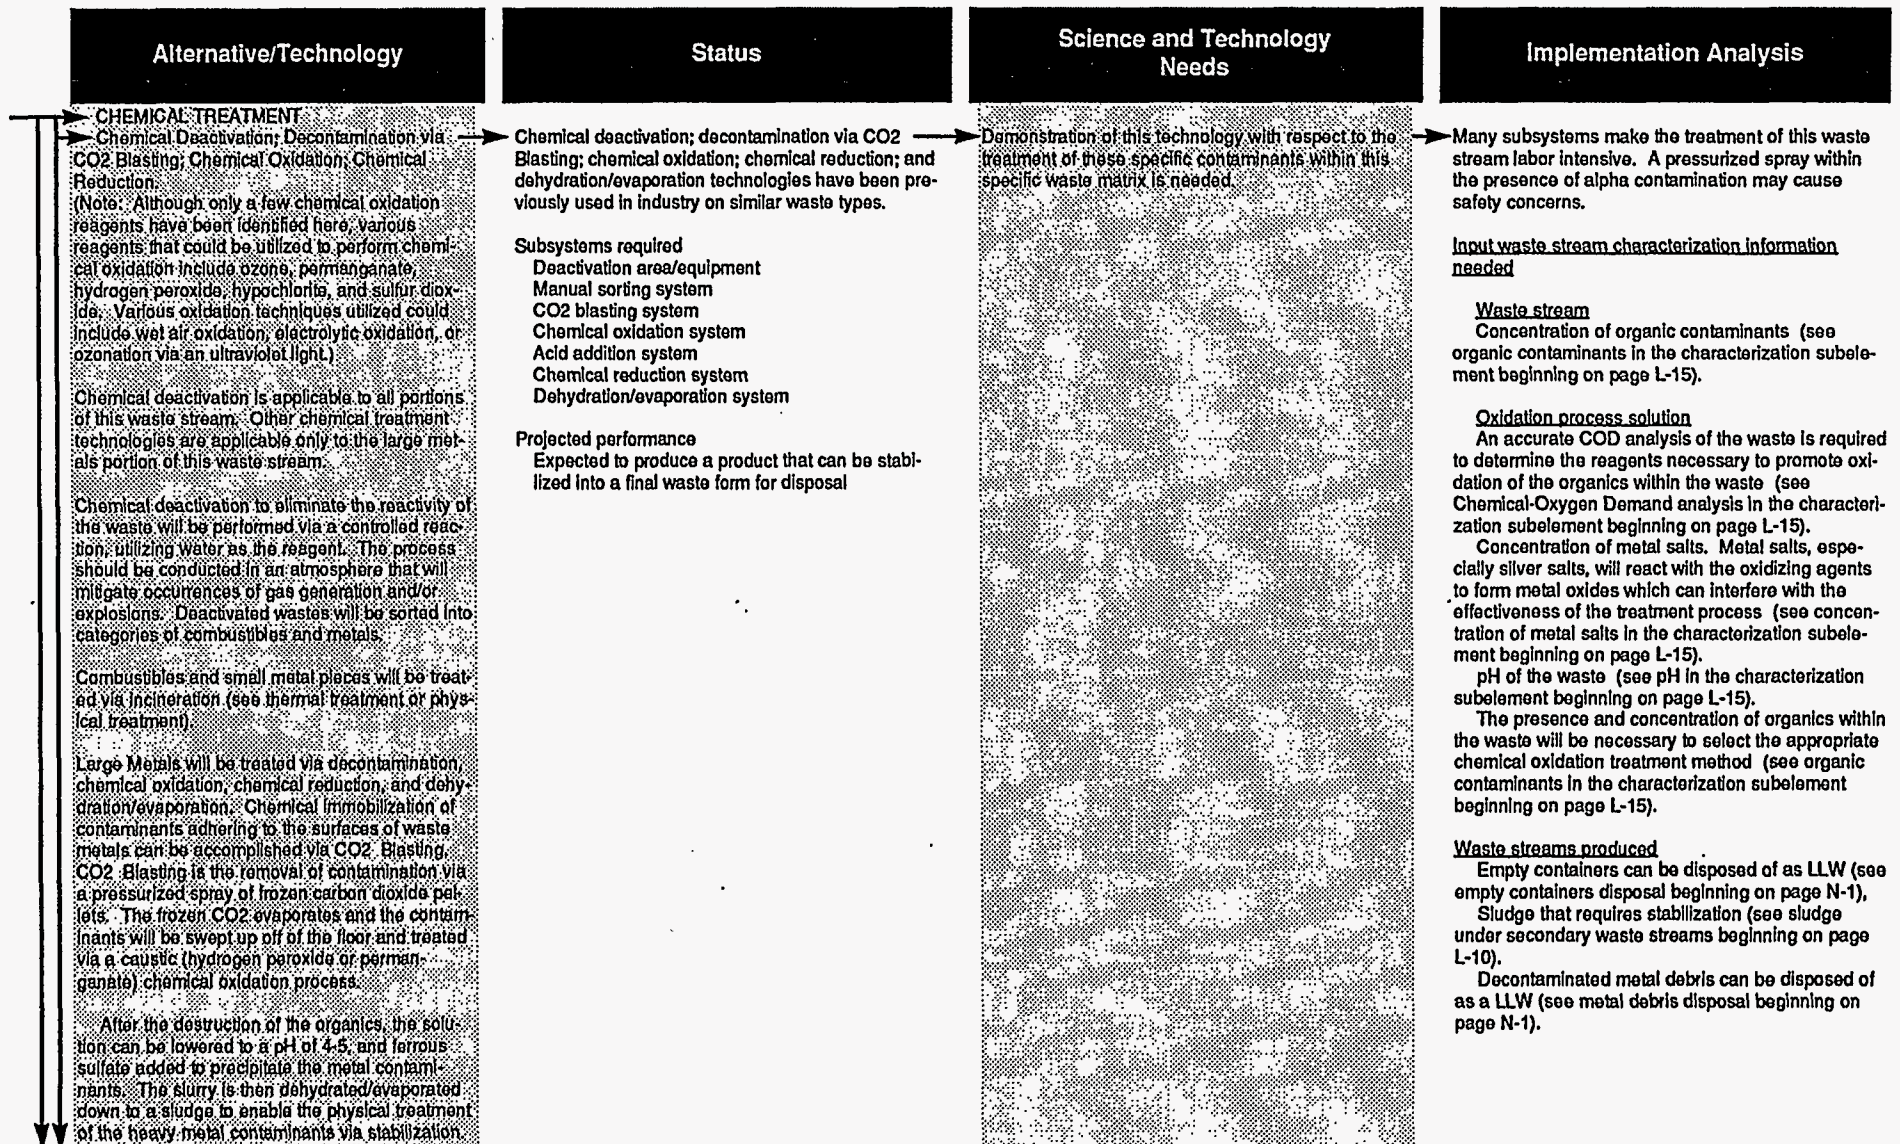 Alternative/Technology
Status
Science and Technology
Needs
Implementation Analysis
CHEMICAL TREATMENT
Chemical Deactivation; Decontamination via
CO2 Blasting; Chemical Oxidation; Chemical
Reduction.
(Note: Although only a few chemical oxidation
reagents have been identified here, various
reagents that could be utilized to perform chemi-
cal oxidation include ozone, permanganate,
hydrogen peroxide, hypochlorite, and sulfur diox-
ide. Various oxidation techniques utilized could
include wet air oxidation, electrolytic oxidation, or
ozonation via an ultraviolet light.)
Chemical deactivation is applicable to all portions
of this waste stream. Other chemical treatment
technologies are applicable only to the large met-
als portion of this waste stream.
Chemical deactivation to eliminate the reactivity of
the waste will be performed via a controlled reac-
tion, utilizing water as the reagent. The process
should be conducted in an atmosphere that will
mitigate occurrences of gas generation and/or
explosions. Deactivated wastes will be sorted into
categories of combustibles and metals.
Combustibles and small metal pieces will be treat-
ed via incineration (see thermal treatment or phys-
ical treatment).
Large Metals will be treated via decontamination,
chemical oxidation, chemical reduction, and dehy-
dration/evaporation. Chemical immobilization of
contaminants adhering to the surfaces of waste
metals can be accomplished via CO2 Blasting.
CO2 Blasting is the removal of contamination via
a pressurized spray of frozen carbon dioxide pel-
lets. The frozen CO2 evaporates and the contam-
inants will be swept up off of the floor and treated
via a caustic (hydrogen peroxide or perman-
ganate) chemical oxidation process.
After the destruction of the organics, the solu-
tion can be lowered to a pH of 4-5, and ferrous
sulfate added to precipitate the metal contami-
nants. The slurry is then dehydrated/evaporated
down to a sludge to enable the physical treatment
of the heavy metal contaminants via stabilization.
Chemical deactivation; decontamination via CO2
Blasting; chemical oxidation; chemical reduction; and
dehydration/evaporation technologies have been pre-
viously used in industry on similar waste types.
Subsystems required
Deactivation area/equipment
Manual sorting system
CO2 blasting system
Chemical oxidation system
Acid addition system
Chemical reduction system
Dehydration/evaporation system
Projected performance
Expected to produce a product that can be stabi-
lized into a final waste form for disposal
Demonstration of this technology with respect to the
treatment of these specific contaminants within this
specific waste matrix is needed.
Many subsystems make the treatment of this waste
stream labor intensive. A pressurized spray within
the presence of alpha contamination may cause
safety concerns.
Input waste stream characterization information
needed
Waste stream
Concentration of organic contaminants (see
organic contaminants in the characterization subele-
ment beginning on page L-15).
Oxidation process solution
An accurate COD analysis of the waste is required
to determine the reagents necessary to promote oxi-
dation of the organics within the waste (see
Chemical-Oxygen Demand analysis in the characteri-
zation subelement beginning on page L-15).
Concentration of metal salts. Metal salts, espe-
cially silver salts, will react with the oxidizing agents
to form metal oxides which can interfere with the
effectiveness of the treatment process (see concen-
tration of metal salts in the characterization subele-
ment beginning on page L-15).
pH of the waste (see pH in the characterization
subelement beginning on page L-15).
The presence and concentration of organics within
the waste will be necessary to select the appropriate
chemical oxidation treatment method (see organic
contaminants in the characterization subelement
beginning on page L-15).
Waste streams produced
Empty containers can be disposed of as LLW (see
empty containers disposal beginning on page N-1),
Sludge that requires stabilization (see sludge
under secondary waste streams beginning on page
L-10).
Decontaminated metal debris can be disposed of
as a LLW (see metal debris disposal beginning on
page N-1).